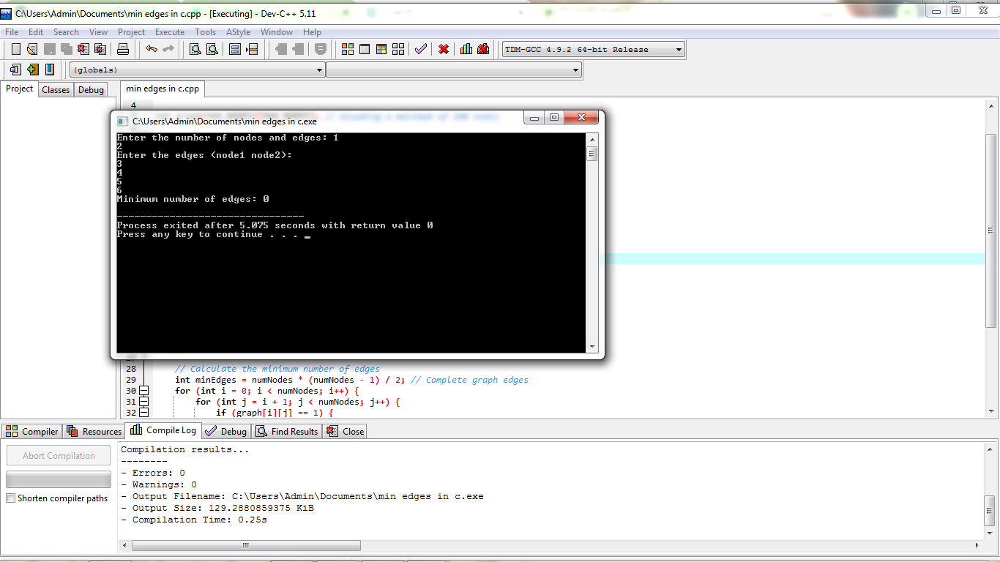 C:\Users\Admin\Documents\min edges in c.cpp - [Executing] - Dev-C++ 5.11
File Edit Search View Project Execute Tools AStyle Window Help
TDM-GCC 4.9.2 64-bit Release
(globals)
Project Classes Debug
min edges in c.cpp
4
// Assuming a maximum of 100 nodes
C:\Users\Admin\Documents\min edges in c.exe
Enter the number of nodes and edges: 1
2
Enter the edges (node1 node2):
3
4
5
6
Minimum number of edges: 0
--------------------------------
Process exited after 5.075 seconds with return value 0
Press any key to continue . . . _
28 // Calculate the minimum number of edges
29 int minEdges = numNodes * (numNodes - 1) / 2; // Complete graph edges
30 for (int i = 0; i < numNodes; i++) {
31 for (int j = i + 1; j < numNodes; j++) {
32 if (graph[i][j] == 1) {
Compiler Resources Compile Log Debug Find Results Close
Abort Compilation
Shorten compiler paths
Compilation results...
--------
- Errors: 0
- Warnings: 0
- Output Filename: C:\Users\Admin\Documents\min edges in c.exe
- Output Size: 129.2880859375 KiB
- Compilation Time: 0.25s